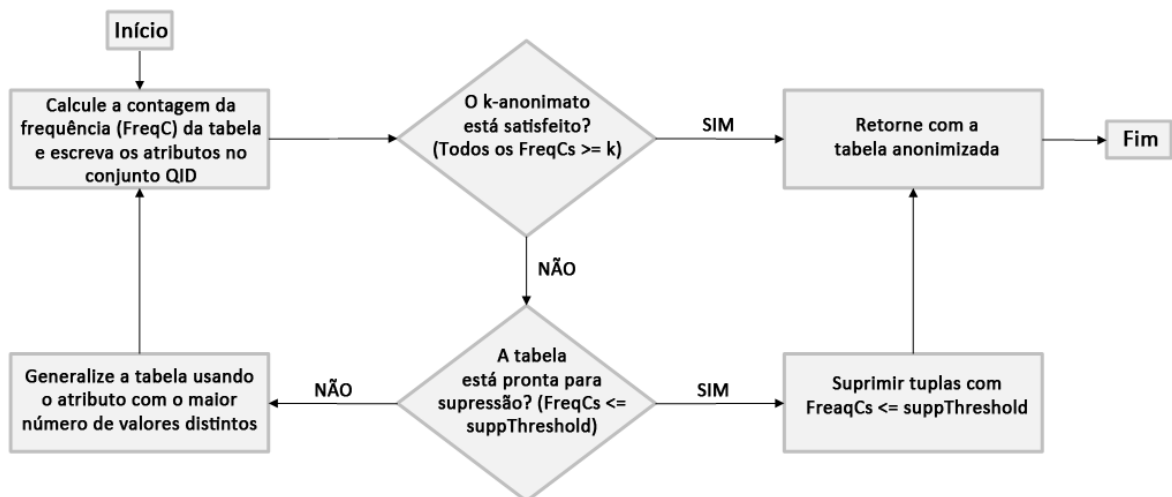 Início
Calcule a contagem da
frequência (FreqC) da tabela
e escreva os atributos no
conjunto QID
O k-anonimato
está satisfeito?
(Todos os FreqCs >= k)
SIM
Retorne com a
tabela anonimizada
Fim
NÃO
A tabela
está pronta para
supressão? (FreqCs <=
suppThreshold)
NÃO
Generalize a tabela usando
o atributo com o maior
número de valores distintos
SIM
Suprimir tuplas com
FreaqCs <= suppThreshold